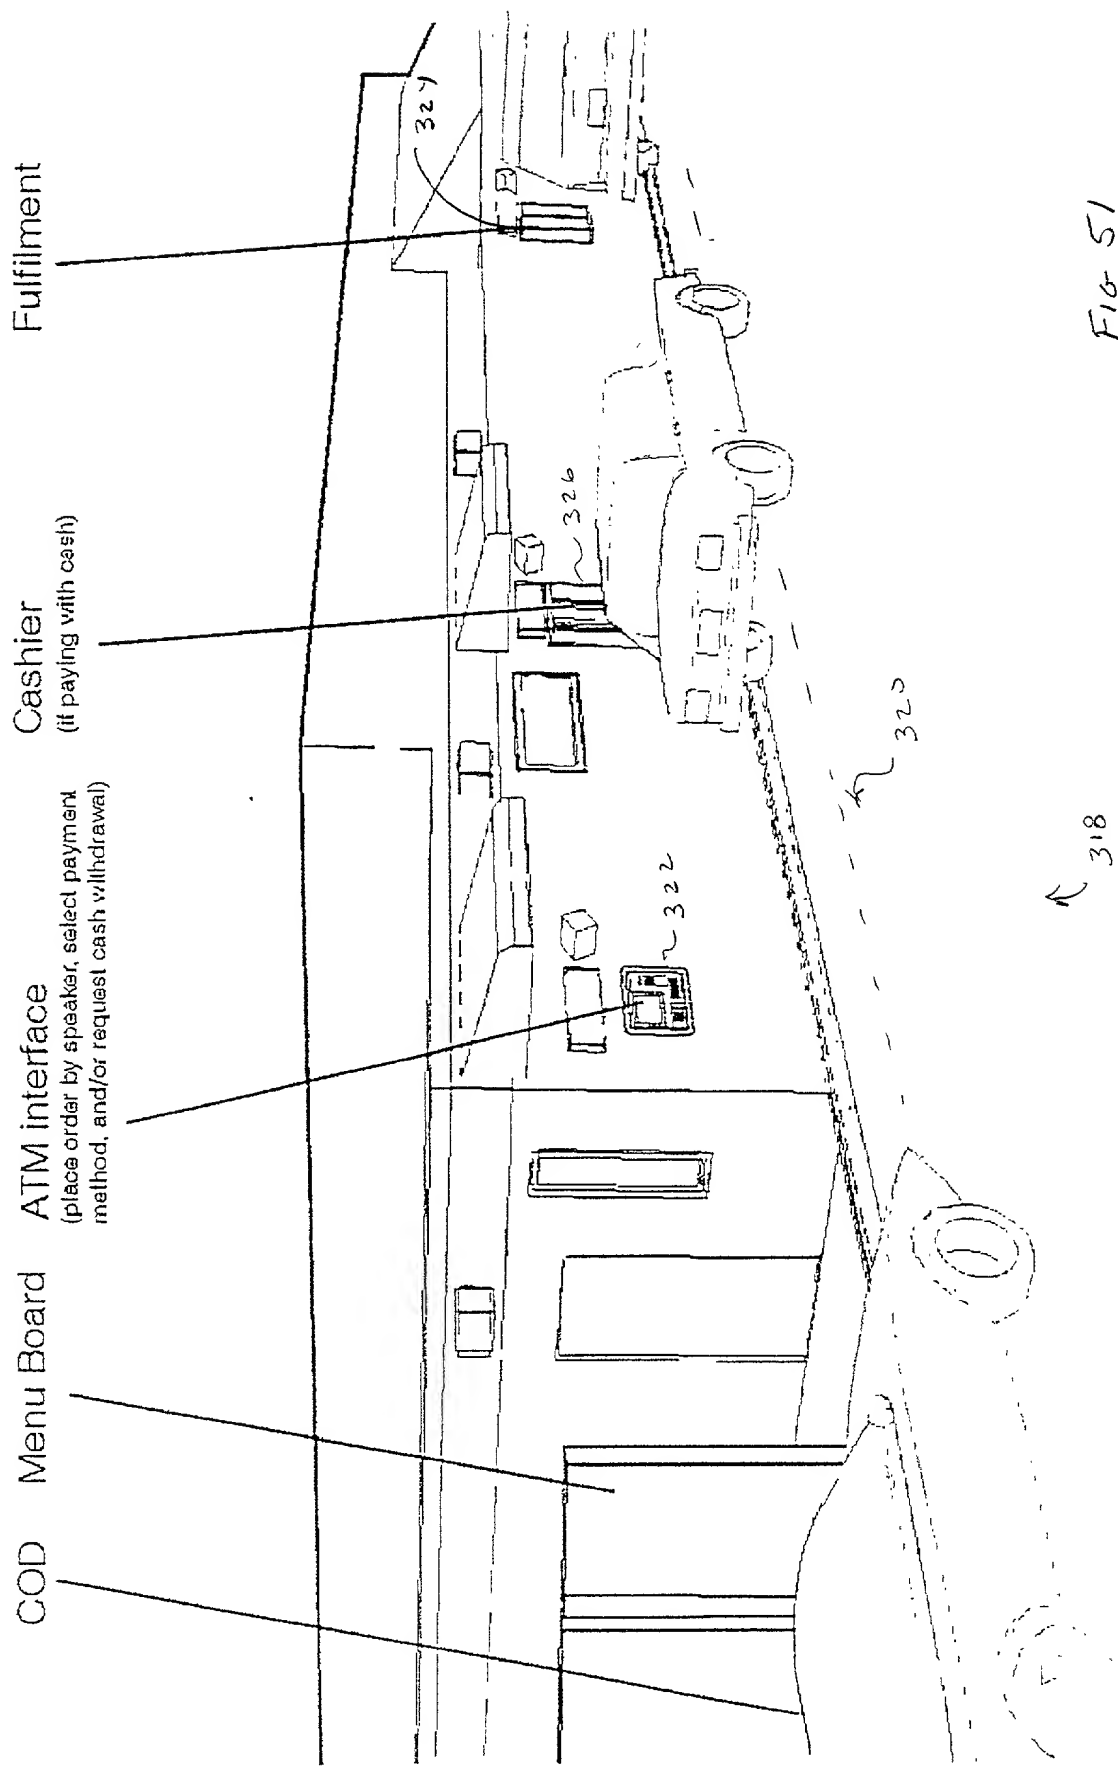 COD
Menu Board
ATM interface
(place order by speaker, select payment
method, and/or request cash withdrawal)
Cashier
(if paying with cash)
Fulfillment
324
326
322
320
318
FIG 51